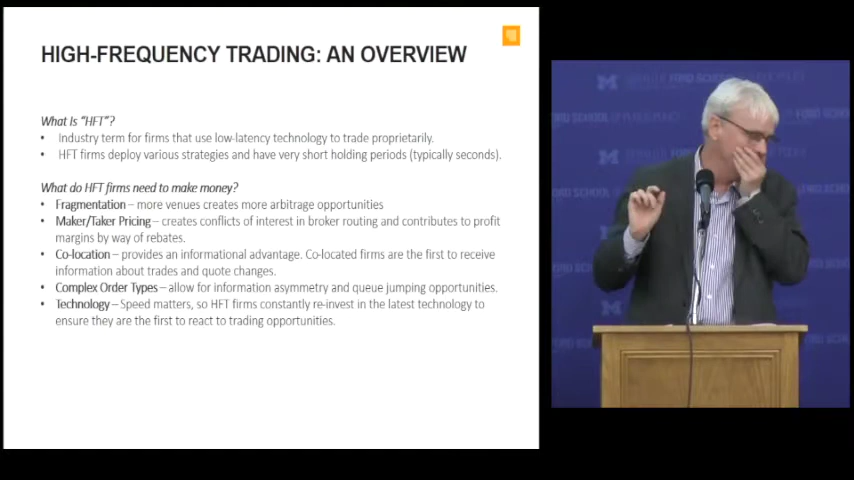 HIGH-FREQUENCY TRADING: AN OVERVIEW
What Is “HFT”?
• Industry term for firms that use low-latency technology to trade proprietarily.
• HFT firms deploy various strategies and have very short holding periods (typically seconds).
What do HFT firms need to make money?
• Fragmentation – more venues creates more arbitrage opportunities
• Maker/Taker Pricing – creates conflicts of interest in broker routing and contributes to profit
margins by way of rebates.
• Co-location – provides an informational advantage. Co-located firms are the first to receive
information about trades and quote changes.
• Complex Order Types – allow for information asymmetry and queue jumping opportunities.
• Technology – Speed matters, so HFT firms constantly re-invest in the latest technology to
ensure they are the first to react to trading opportunities.
M
FORD SCHOOL
M
FORD SCHOOL
FORD SCHOOL